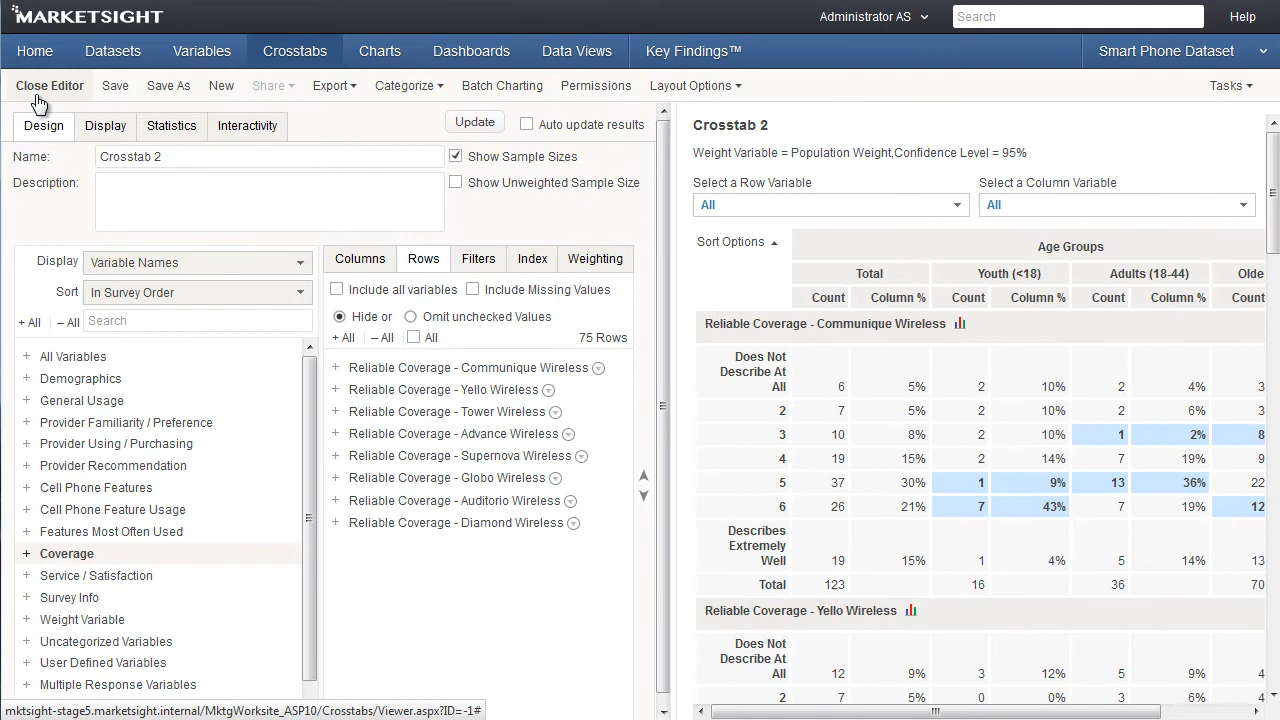 MARKETSIGHT
Administrator AS
Search
Help
Home
Datasets
Variables
Crosstabs
Charts
Dashboards
Data Views
Key Findings™
Smart Phone Dataset
Close Editor
Save
Save As
New
Share
Export
Category
Batch Charting
Permissions
Layout Options
Tasks
Design
Display
Statistics
Interactivity
Update
Auto update results
Name:
Crosstab 2
Show Sample Sizes
Description:
Show Unweighted Sample Size
Display
Variable Names
Sort
In Survey Order
+ All
– All
Search
+ All Variables
+ Demographics
+ General Usage
+ Provider Familiarity / Preference
+ Provider Using / Purchasing
+ Provider Recommendation
+ Cell Phone Features
+ Cell Phone Feature Usage
+ Features Most Often Used
+ Coverage
+ Service / Satisfaction
+ Survey Info
+ Weight Variable
+ Uncategorized Variables
+ User Defined Variables
+ Multiple Response Variables
Columns
Rows
Filters
Index
Weighting
Include all variables
Include Missing Values
Hide or
Omit unchecked Values
+ All
– All
All
75 Rows
+ Reliable Coverage - Communique Wireless
+ Reliable Coverage - Yello Wireless
+ Reliable Coverage - Tower Wireless
+ Reliable Coverage - Advance Wireless
+ Reliable Coverage - Supernova Wireless
+ Reliable Coverage - Globo Wireless
+ Reliable Coverage - Auditorio Wireless
+ Reliable Coverage - Diamond Wireless
Crosstab 2
Weight Variable = Population Weight,Confidence Level = 95%
Select a Row Variable
Select a Column Variable
All
All
Sort Options
Age Groups
Total Youth (<18) Adults (18-44) Olde
Count Column % Count Column % Count Column % Count
Reliable Coverage - Communique Wireless
Does Not
Describe At
All 6 5% 2 10% 2 4% 3
2 7 5% 2 10% 2 6% 3
3 10 8% 2 10% 1 2% 8
4 19 15% 2 14% 7 19% 9
5 37 30% 1 9% 13 36% 22
6 26 21% 7 43% 7 19% 12
Describes
Extremely
Well 19 15% 1 4% 5 14% 13
Total 123 16 36 70
Reliable Coverage - Yello Wireless
Does Not
Describe At
All 12 9% 3 12% 5 9% 4
2 7 5% 0 0% 3 6% 4
mktsight-stage3.marketsight.internal/MktgWorksite_ASP10/Crosstabs/Viewer.aspx?ID=-1#